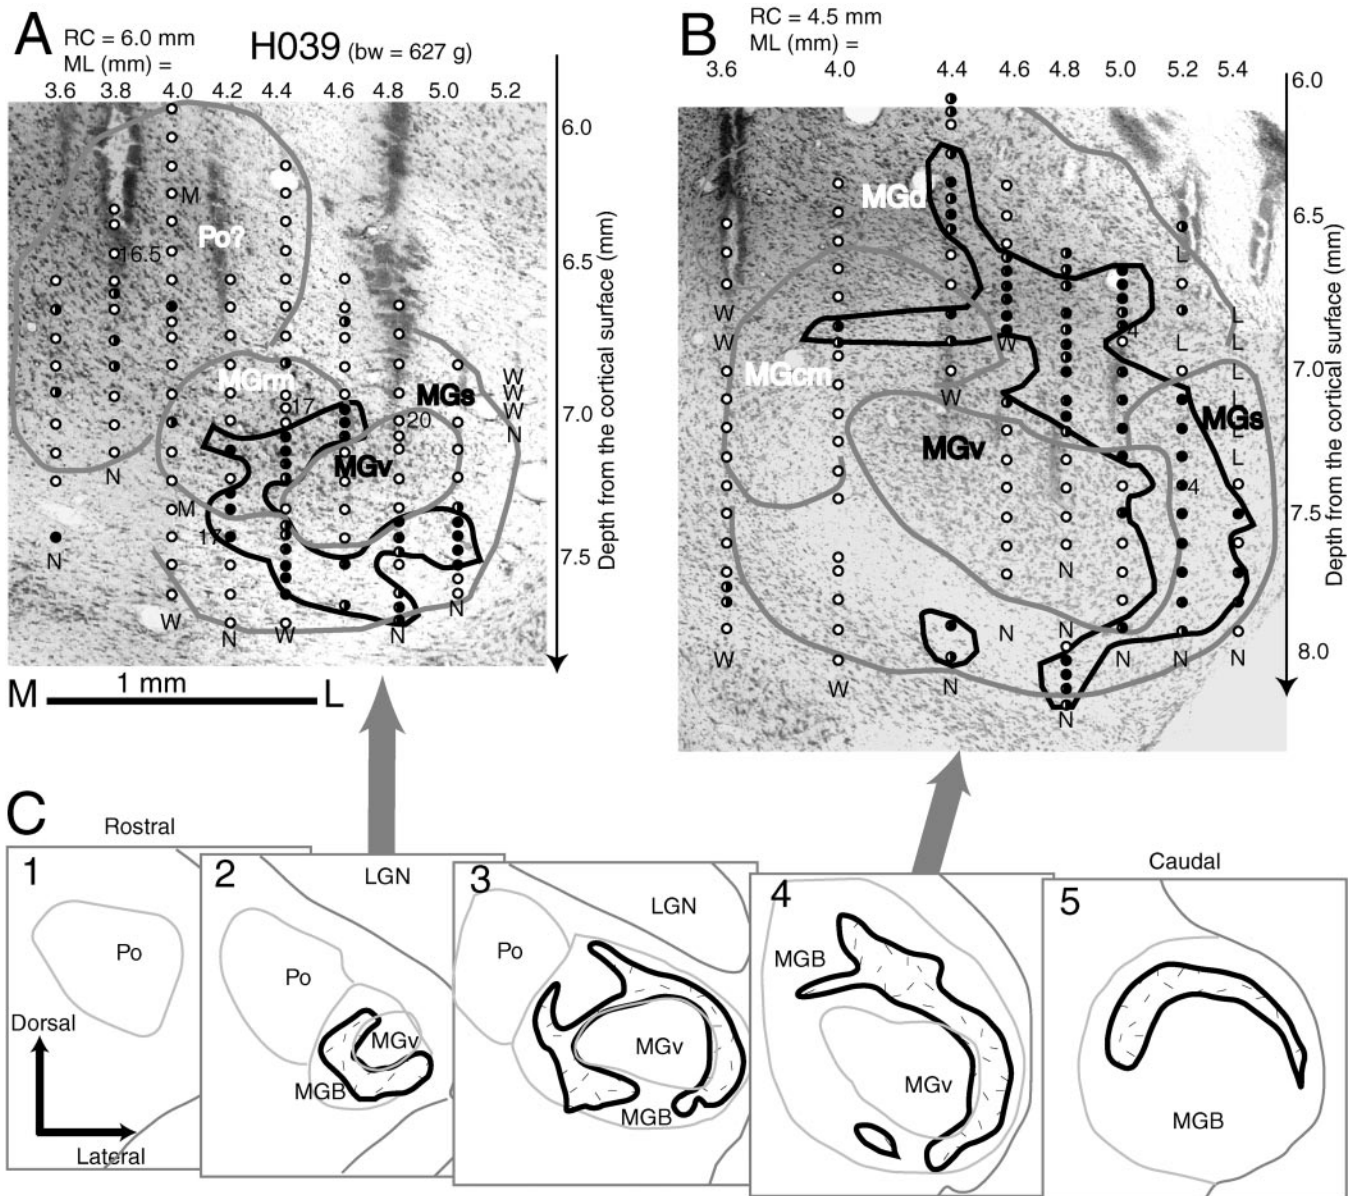 A
RC = 6.0 mm
ML (mm) =
H039 (bw = 627 g)
3.6 3.8 4.0 4.2 4.4 4.6 4.8 5.0 5.2
6.0
6.5
7.0
7.5
Depth from the cortical surface (mm)
M
16.5
Po?
MGrm
17
MGs
20
MGv
W
W
W
N
N
M
17
N
W
N
W
N
N
M 1 mm L
B
RC = 4.5 mm
ML (mm) =
3.6 4.0 4.4 4.6 4.8 5.0 5.2 5.4
6.0
6.5
7.0
7.5
8.0
Depth from the cortical surface (mm)
MGd
L
W
L
4
W
W
L
L
MGcm
L
W
L
MGs
MGv
L
L
4
N
N
N
W
N
N
N
W
N
N
C
Rostral
Caudal
1
Po
Dorsal
Lateral
2
LGN
Po
MGv
MGB
3
LGN
Po
MGv
MGB
4
MGB
MGv
5
MGB